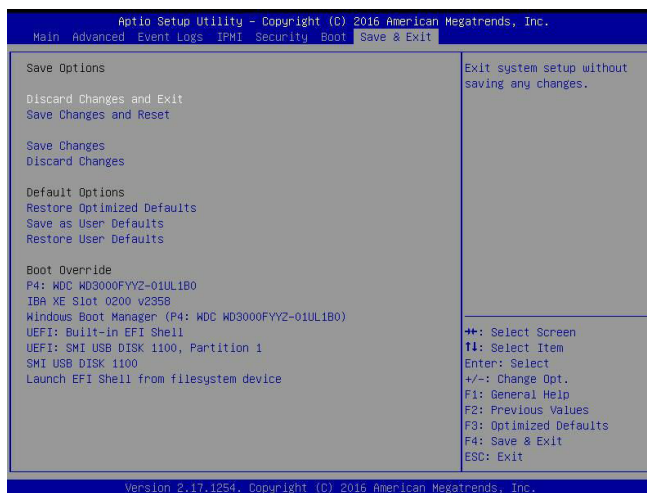 Aptio Setup Utility – Copyright (C) 2016 American Megatrends, Inc.
Main Advanced Event Logs IPMI Security Boot Save & Exit
Save Options
Discard Changes and Exit
Save Changes and Reset
Save Changes
Discard Changes
Default Options
Restore Optimized Defaults
Save as User Defaults
Restore User Defaults
Boot Override
P4: WDC WD3000FYYZ-01UL1B0
IBA XE Slot 0200 v2358
Windows Boot Manager (P4: WDC WD3000FYYZ-01UL1B0)
UEFI: Built-in EFI Shell
UEFI: SMI USB DISK 1100, Partition 1
SMI USB DISK 1100
Launch EFI Shell from filesystem device
Exit system setup without
saving any changes.
→←: Select Screen
↑↓: Select Item
Enter: Select
+/-: Change Opt.
F1: General Help
F2: Previous Values
F3: Optimized Defaults
F4: Save & Exit
ESC: Exit
Version 2.17.1254. Copyright (C) 2016 American Megatrends, Inc.